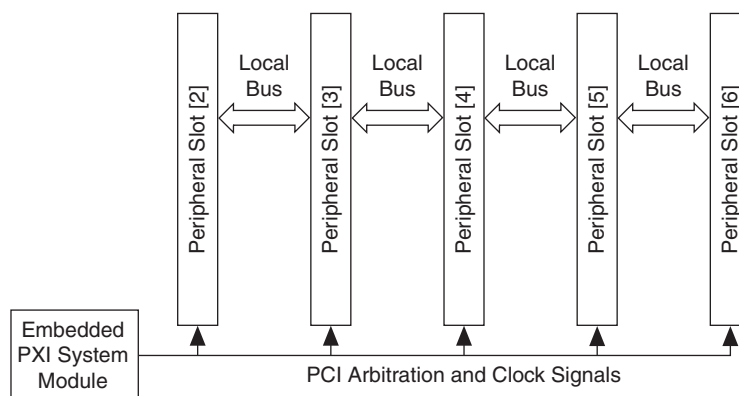 Peripheral Slot [2]
Local
Bus
Peripheral Slot [3]
Local
Bus
Peripheral Slot [4]
Local
Bus
Peripheral Slot [5]
Local
Bus
Peripheral Slot [6]
Embedded
PXI System
Module
PCI Arbitration and Clock Signals